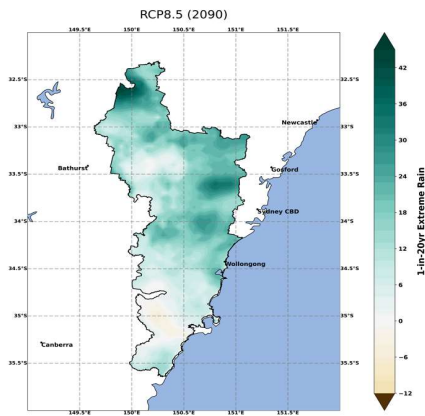 RCP8.5 (2090)
149.5°E 150°E 150.5°E 151°E 151.5°E
32.5°S 32.5°S
33°S 33°S
33.5°S 33.5°S
34°S 34°S
34.5°S 34.5°S
35°S 35°S
35.5°S 35.5°S
Newcastle
Bathurst
Gosford
Sydney CBD
Wollongong
Canberra
149.5°E 150°E 150.5°E 151°E 151.5°E
42
36
30
24
18
12
6
0
−6
−12
1-in-20yr Extreme Rain